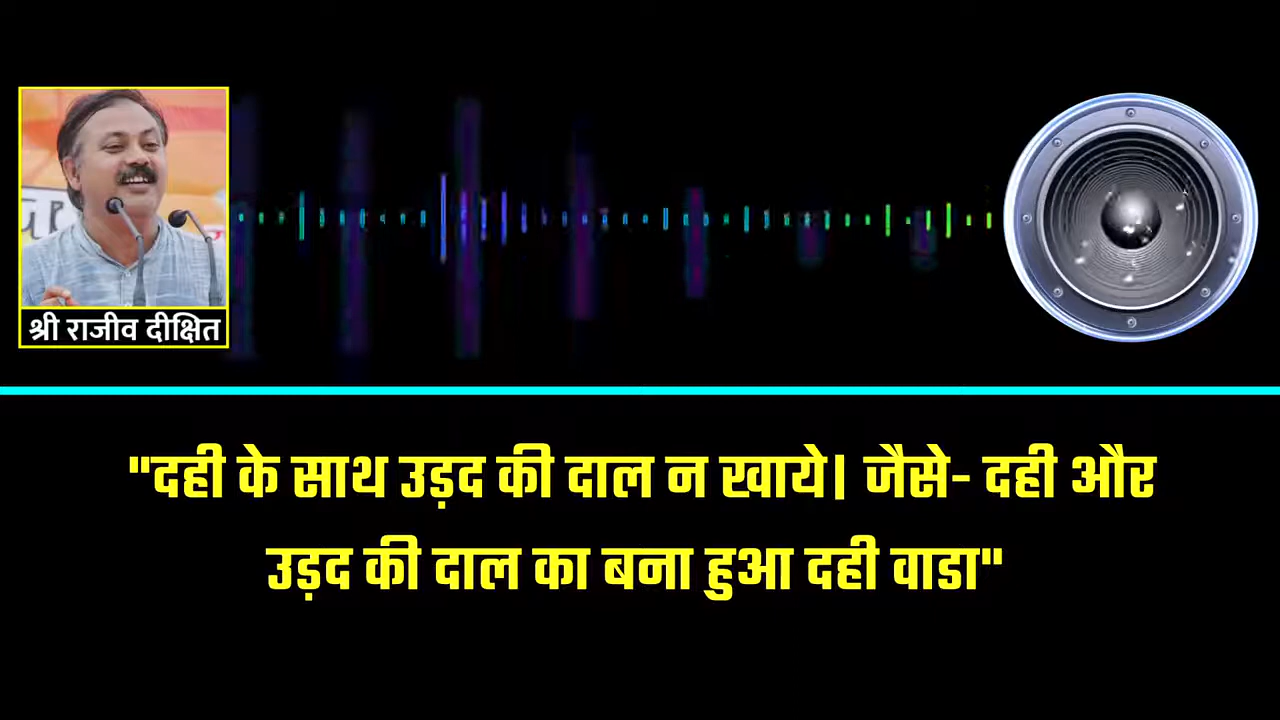 श्री राजीव दीक्षित
"दही के साथ उड़द की दाल न खाये। जैसे- दही और
उड़द की दाल का बना हुआ दही वाडा"